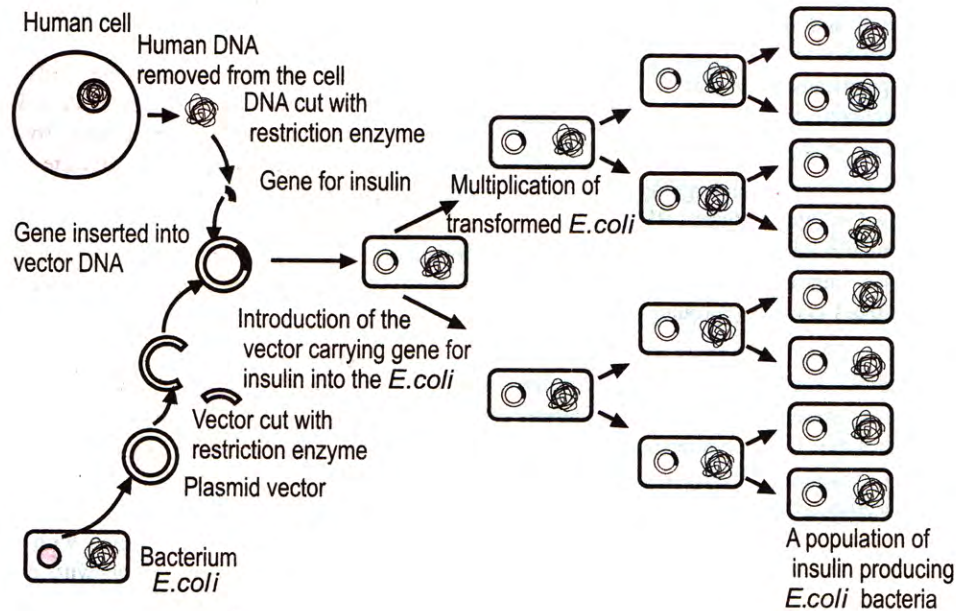 Human cell
Human DNA
removed from the cell
DNA cut with
restriction enzyme
Gene for insulin
Gene inserted into
vector DNA
Multiplication of
transformed E.coli
Introduction of the
vector carrying gene for
insulin into the E.coli
Vector cut with
restriction enzyme
Plasmid vector
Bacterium
E.coli
A population of
insulin producing
E.coli bacteria